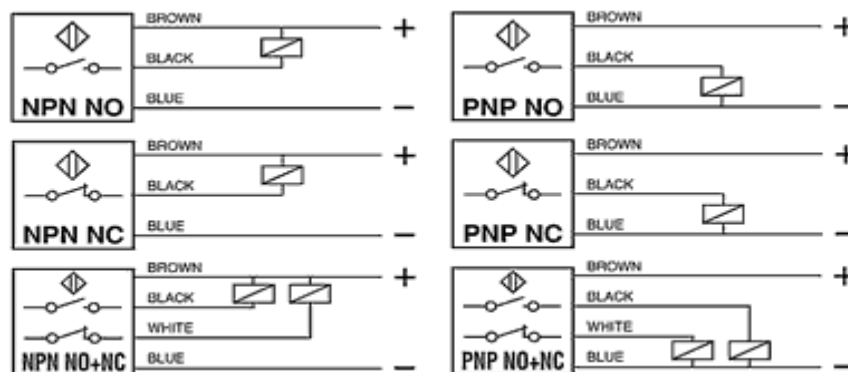 BROWN
+
BLACK
NPN NO
BLUE
−
BROWN
+
BLACK
PNP NO
BLUE
−
BROWN
+
BLACK
NPN NC
BLUE
−
BROWN
+
BLACK
PNP NC
BLUE
−
BROWN
+
BLACK
WHITE
NPN NO+NC
BLUE
−
BROWN
+
BLACK
WHITE
PNP NO+NC
BLUE
−